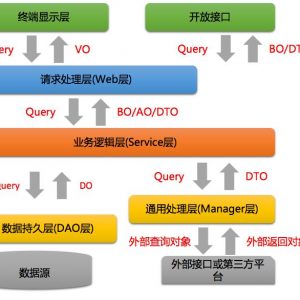 终端显示层
开放接口
Query
VO
Query
BO/DTO
请求处理层(Web层)
Query
BO/AO/DTO
业务逻辑层(Service层)
Query
DO
Query
DTO
数据持久层(DAO层)
通用处理层(Manager层)
外部查询对象
外部返回对
数据源
外部接口或第三方平
台